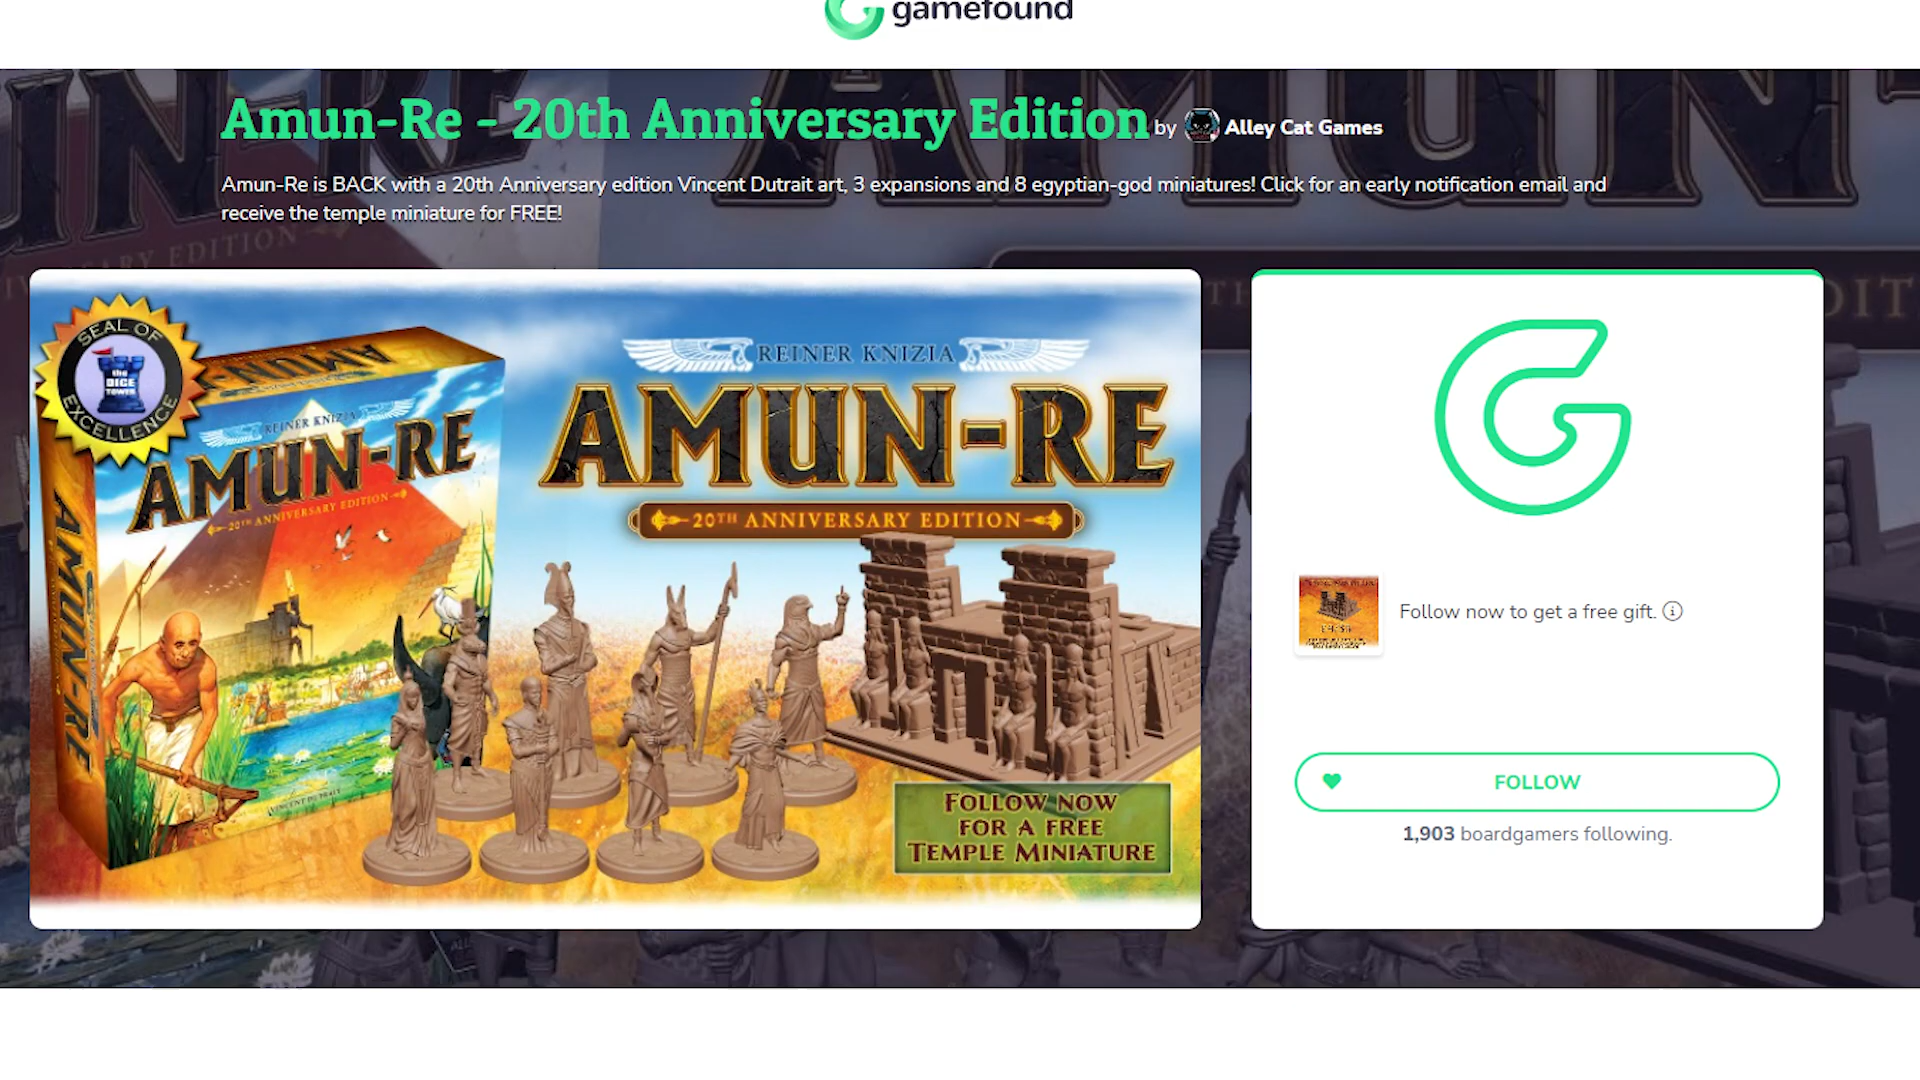 gamefound
Amun-Re - 20th Anniversary Edition by Alley Cat Games
Amun-Re is BACK with a 20th Anniversary edition Vincent Dutrait art, 3 expansions and 8 egyptian-god miniatures! Click for an early notification email and
receive the temple miniature for FREE!
SEAL OF
the
DICE
TOWER
EXCELLENCE
AMUN
REINER KNIZIA
AMUN-RE
20TH ANNIVERSARY EDITION
AMUN-RE
VINCENT DUTRAIT
REINER KNIZIA
AMUN-RE
20TH ANNIVERSARY EDITION
FOLLOW NOW
FOR A FREE
TEMPLE MINIATURE
Follow now to get a free gift.
FOLLOW
1,903 boardgamers following.